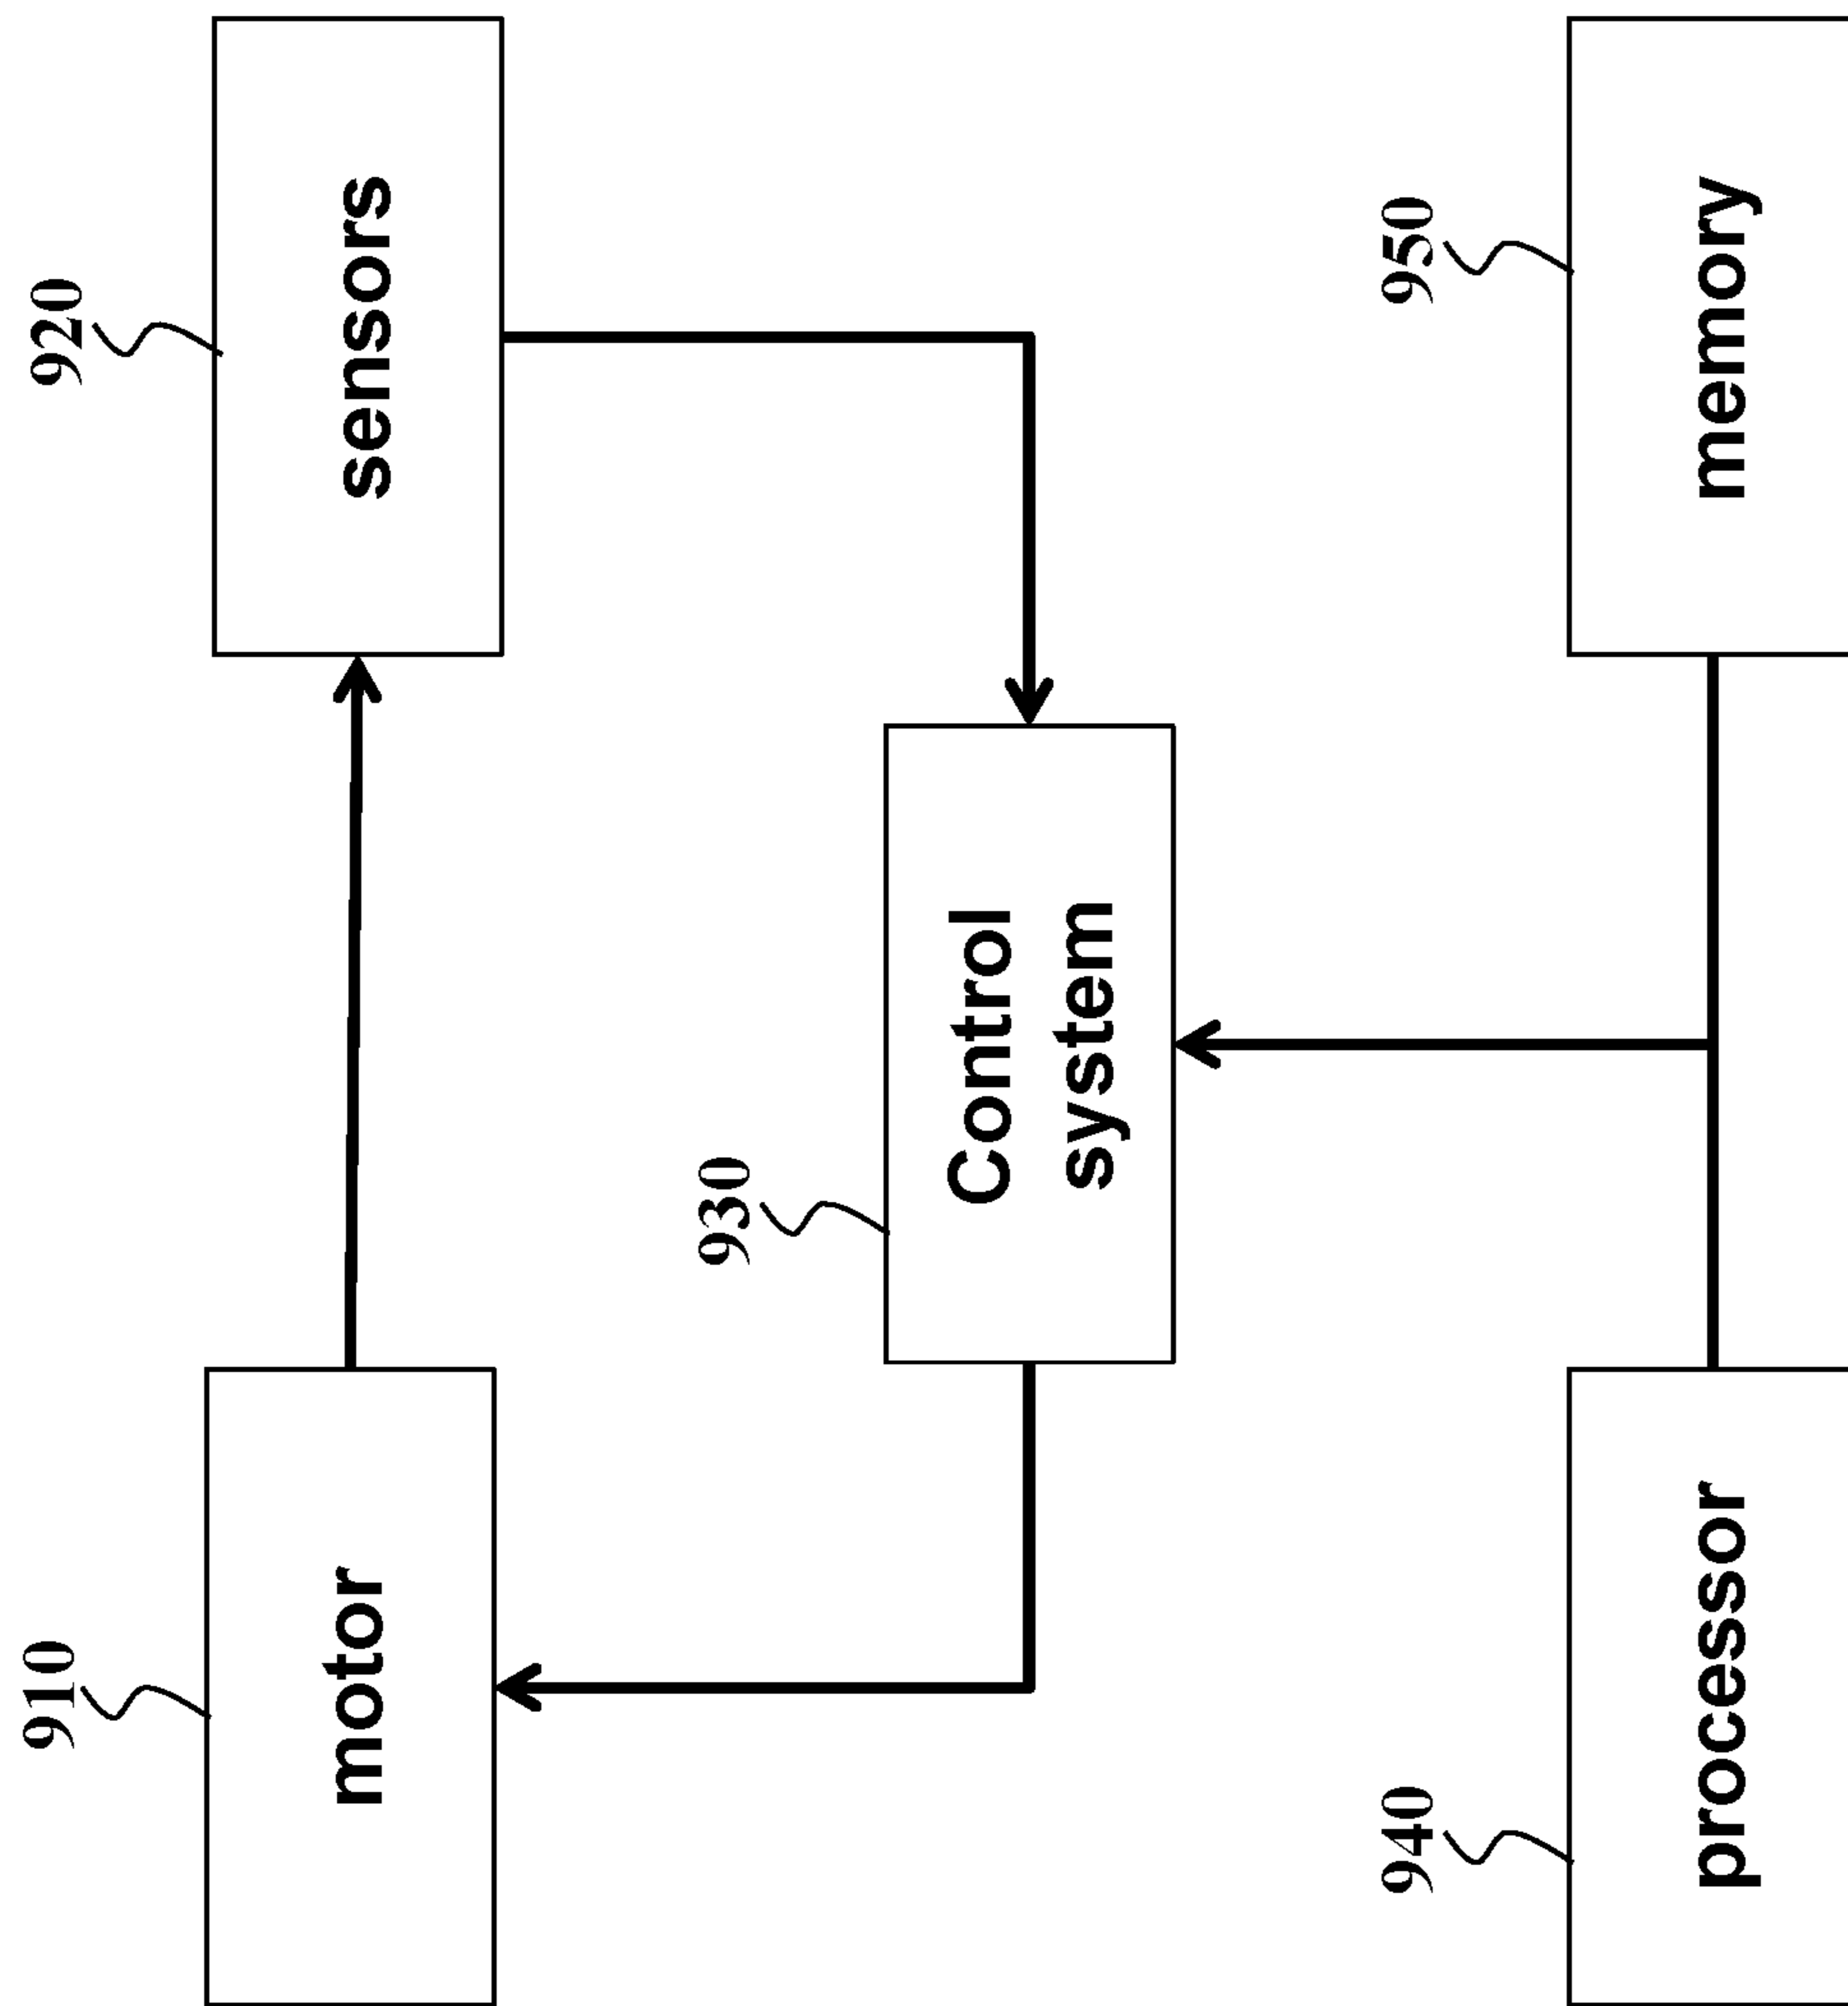 910
motor
920
sensors
930
Control
system
940
processor
950
memory